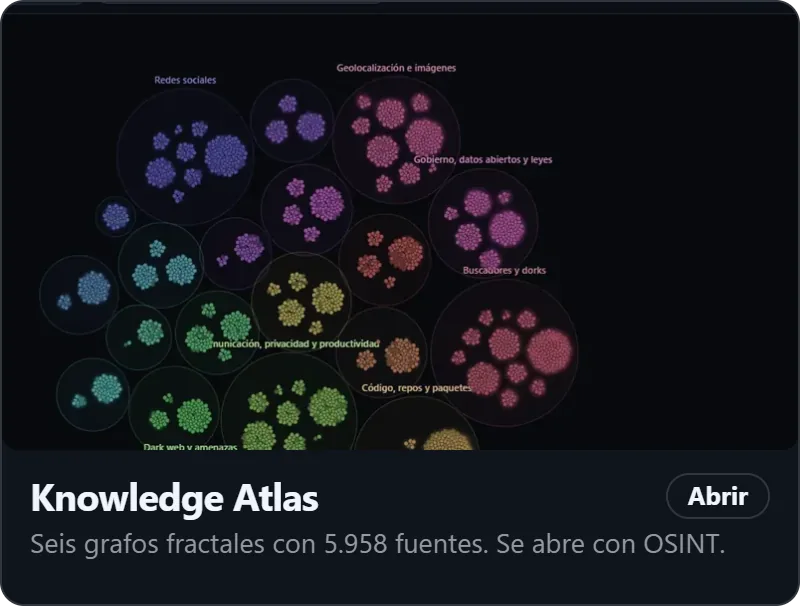 Geolocalización e imágenes
Redes sociales
Gobierno, datos abiertos y leyes
Buscadores y dorks
municación, privacidad y productividad
Código, repos y paquetes
Dark web y amenazas
Knowledge Atlas
Abrir
Seis grafos fractales con 5.958 fuentes. Se abre con OSINT.